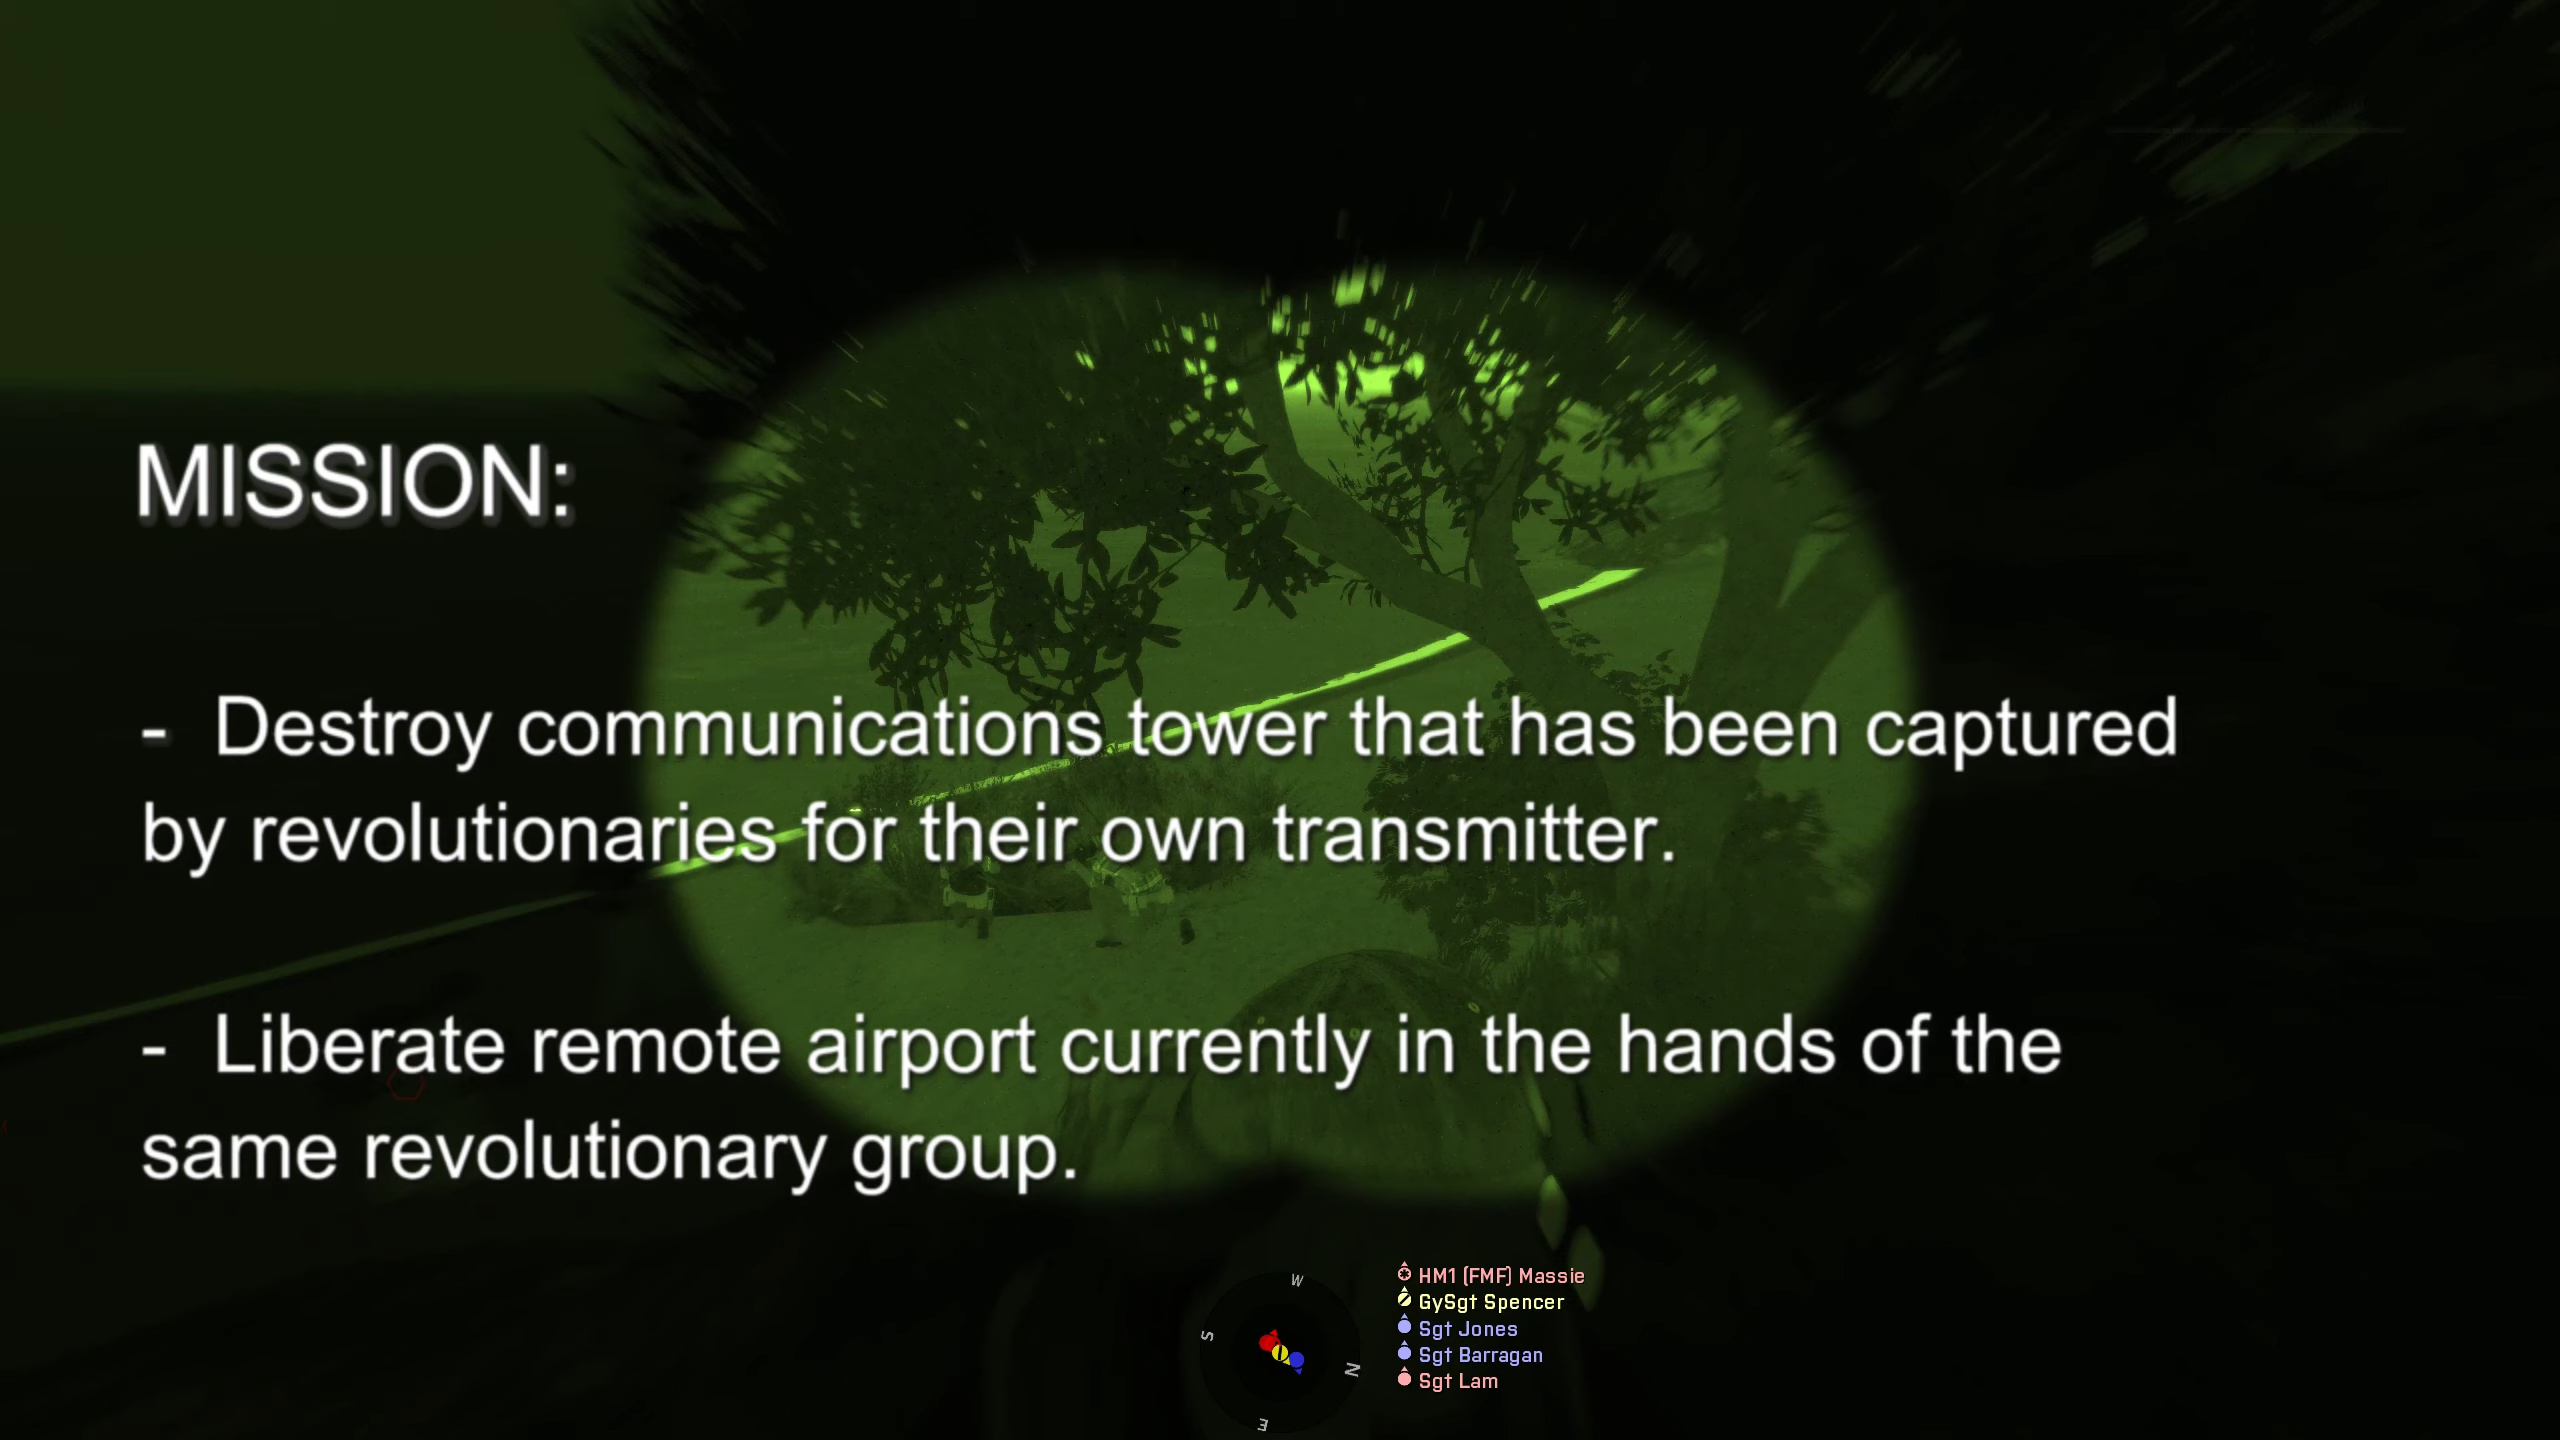 MISSION:
- Destroy communications tower that has been captured
by revolutionaries for their own transmitter.
- Liberate remote airport currently in the hands of the
same revolutionary group.
W
S
N
E
HM1 (FMF) Massie
GySgt Spencer
Sgt Jones
Sgt Barragan
Sgt Lam